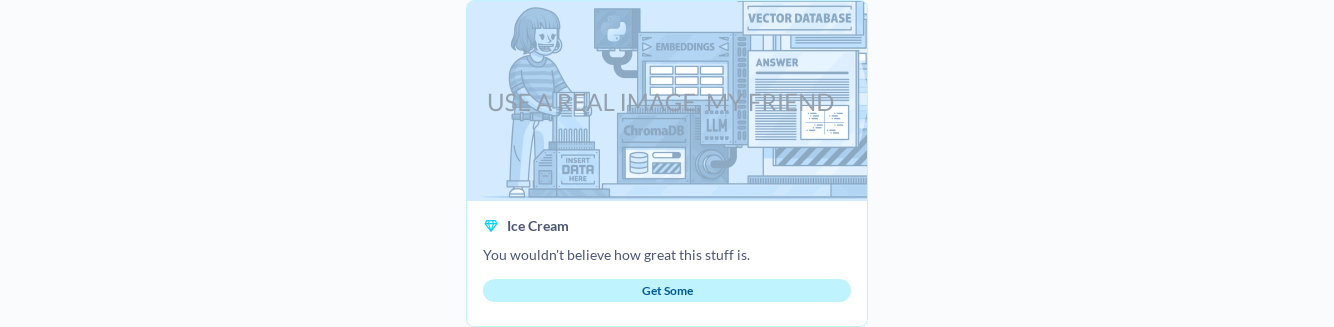 VECTOR DATABASE
EMBEDDINGS
ANSWER
USE A REAL IMAGE, MY FRIEND
ChromaDB
LLM
INSERT
DATA
HERE
Ice Cream
You wouldn't believe how great this stuff is.
Get Some